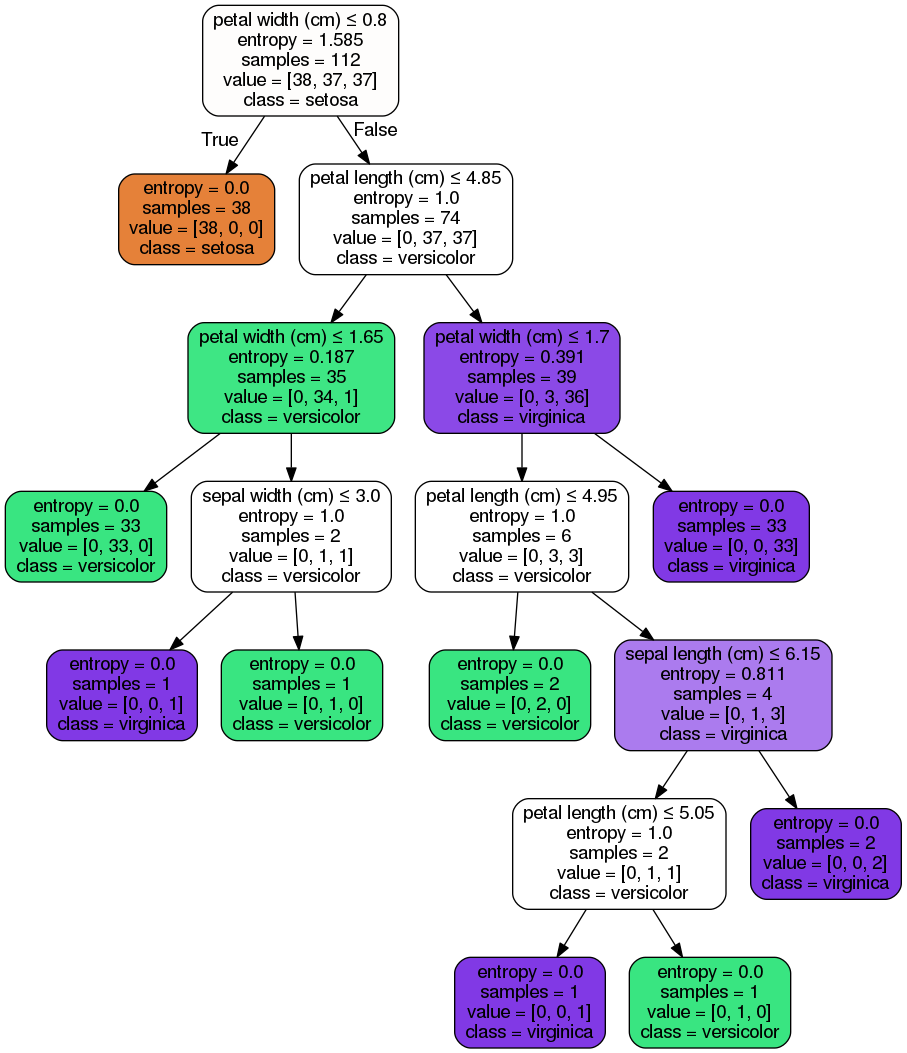 petal width (cm) ≤ 0.8
entropy = 1.585
samples = 112
value = [38, 37, 37]
class = setosa
True
False
entropy = 0.0
samples = 38
value = [38, 0, 0]
class = setosa
petal length (cm) ≤ 4.85
entropy = 1.0
samples = 74
value = [0, 37, 37]
class = versicolor
petal width (cm) ≤ 1.65
entropy = 0.187
samples = 35
value = [0, 34, 1]
class = versicolor
petal width (cm) ≤ 1.7
entropy = 0.391
samples = 39
value = [0, 3, 36]
class = virginica
entropy = 0.0
samples = 33
value = [0, 33, 0]
class = versicolor
sepal width (cm) ≤ 3.0
entropy = 1.0
samples = 2
value = [0, 1, 1]
class = versicolor
petal length (cm) ≤ 4.95
entropy = 1.0
samples = 6
value = [0, 3, 3]
class = versicolor
entropy = 0.0
samples = 33
value = [0, 0, 33]
class = virginica
entropy = 0.0
samples = 1
value = [0, 0, 1]
class = virginica
entropy = 0.0
samples = 1
value = [0, 1, 0]
class = versicolor
entropy = 0.0
samples = 2
value = [0, 2, 0]
class = versicolor
sepal length (cm) ≤ 6.15
entropy = 0.811
samples = 4
value = [0, 1, 3]
class = virginica
petal length (cm) ≤ 5.05
entropy = 1.0
samples = 2
value = [0, 1, 1]
class = versicolor
entropy = 0.0
samples = 2
value = [0, 0, 2]
class = virginica
entropy = 0.0
samples = 1
value = [0, 0, 1]
class = virginica
entropy = 0.0
samples = 1
value = [0, 1, 0]
class = versicolor